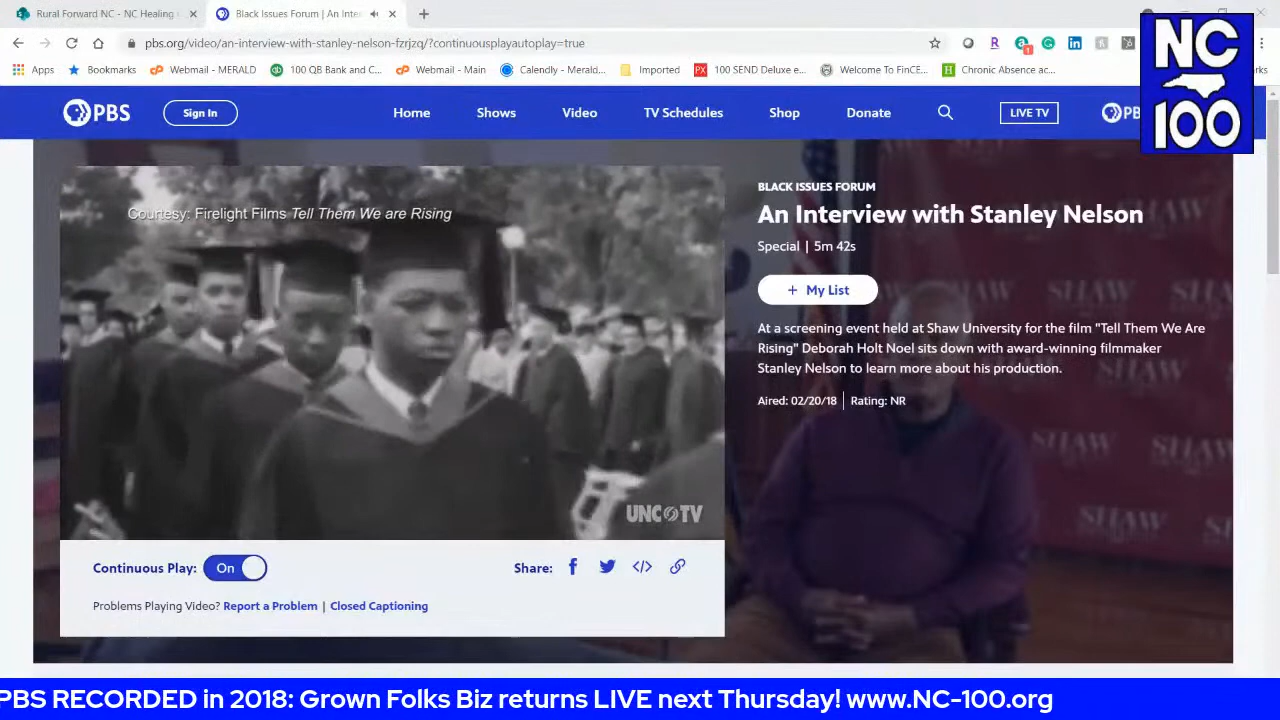 Rural Forward NC - NC Healing
Black Issues Forum | An Inter
pbs.org/video/an-interview-with-stanley-nelson-fzrjzq/?continuousplayautoplay=true
Apps
Bookmarks
Webmail - MERALD
100 QB Bank and C...
Webmail - Main
Calendly - Merald...
Imported
100 SEND Deluxe e...
Welcome To FinCE...
Chronic Absence ac...
NC
100
PBS
Sign In
Home
Shows
Video
TV Schedules
Shop
Donate
LIVE TV
PB
Courtesy: Firelight Films Tell Them We are Rising
UNC TV
BLACK ISSUES FORUM
An Interview with Stanley Nelson
Special | 5m 42s
+ My List
At a screening event held at Shaw University for the film "Tell Them We Are
Rising" Deborah Holt Noel sits down with award-winning filmmaker
Stanley Nelson to learn more about his production.
Aired: 02/20/18 | Rating: NR
SHAW
SHAW
SHAW
SHAW
Continuous Play: On
Share:
Problems Playing Video? Report a Problem | Closed Captioning
PBS RECORDED in 2018: Grown Folks Biz returns LIVE next Thursday! www.NC-100.org